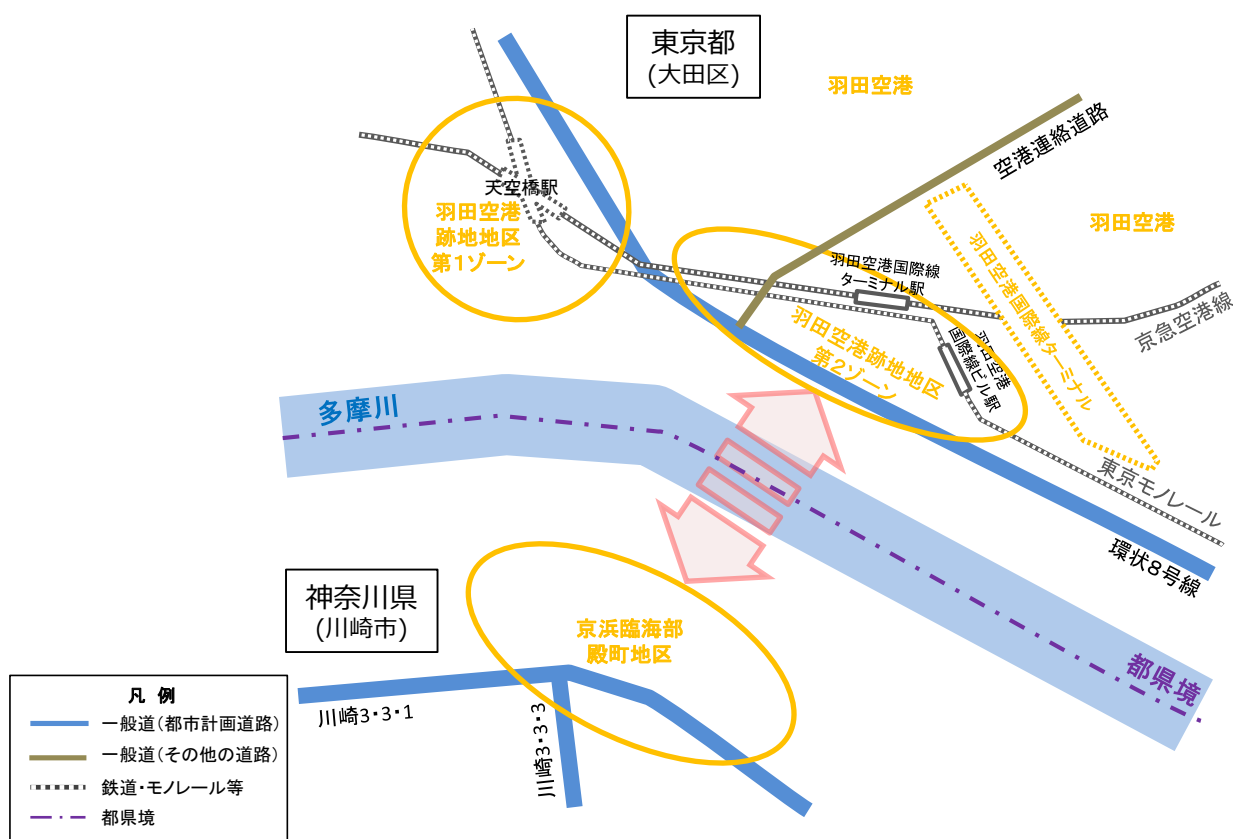 東京都
(大田区)
羽田空港
空港連絡道路
天空橋駅
羽田空港
跡地地区
第1ゾーン
羽田空港
羽田空港国際線
ターミナル駅
羽田空港国際線ターミナル
京急空港線
羽田空港跡地地区
第2ゾーン
羽田空港
国際線ビル駅
多摩川
東京モノレール
環状8号線
神奈川県
(川崎市)
京浜臨海部
殿町地区
都県境
川崎3・3・1
川崎3・3・3
凡 例
一般道(都市計画道路)
一般道(その他の道路)
鉄道・モノレール等
都県境